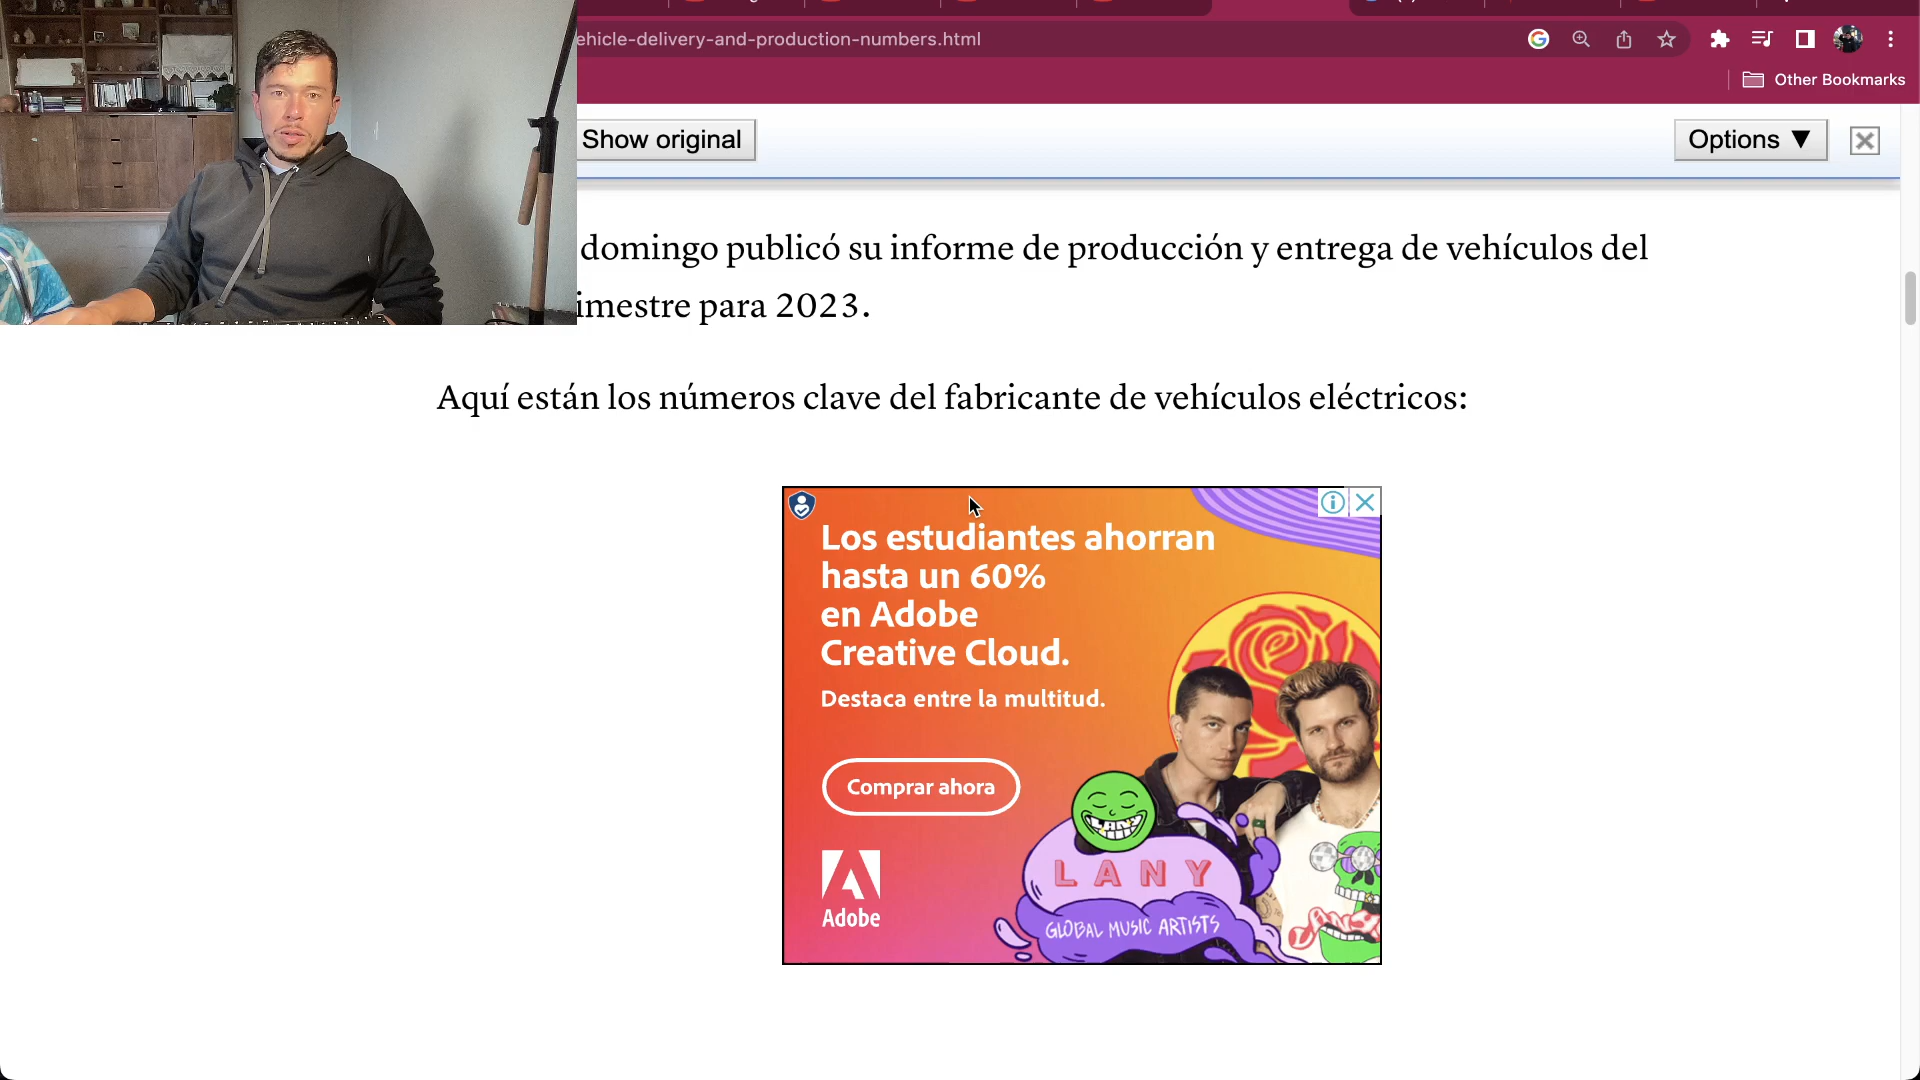 ehicle-delivery-and-production-numbers.html
Other Bookmarks
Show original
Options ▼
domingo publicó su informe de producción y entrega de vehículos del
imestre para 2023.
Aquí están los números clave del fabricante de vehículos eléctricos:
Los estudiantes ahorran
hasta un 60%
en Adobe
Creative Cloud.
Destaca entre la multitud.
Comprar ahora
Adobe
LANY
GLOBAL MUSIC ARTISTS